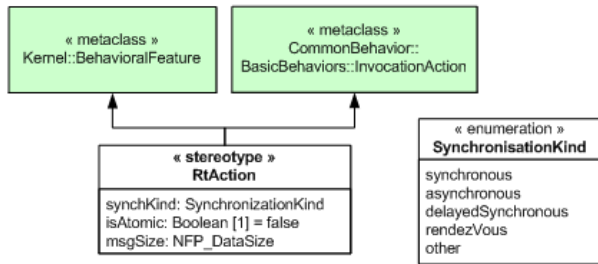 « metaclass »
Kernel::BehavioralFeature
« metaclass »
CommonBehavior::
BasicBehaviors::InvocationAction
« stereotype »
RtAction
synchKind: SynchronizationKind
isAtomic: Boolean [1] = false
msgSize: NFP_DataSize
« enumeration »
SynchronisationKind
synchronous
asynchronous
delayedSynchronous
rendezVous
other